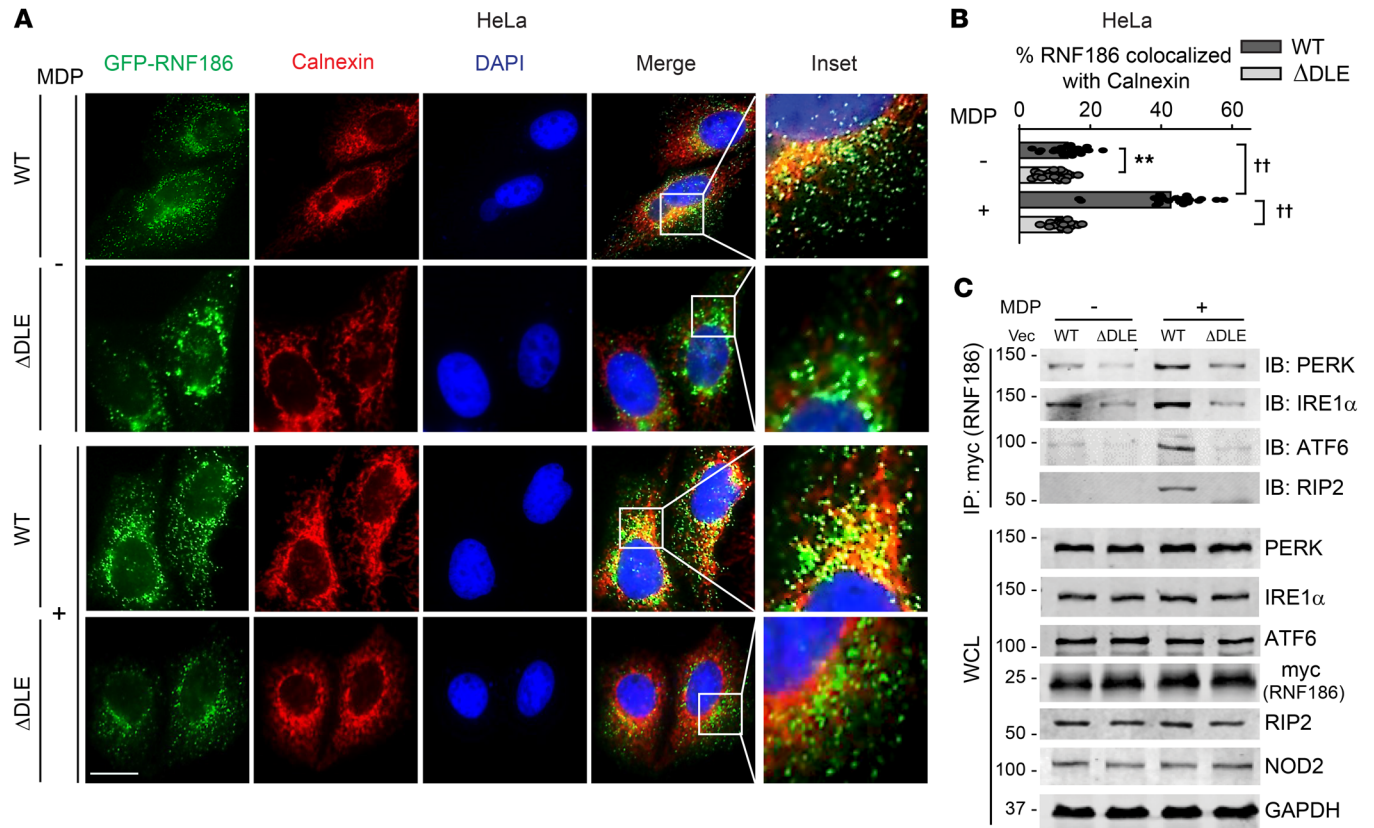 A
HeLa
GFP-RNF186 Calnexin DAPI Merge Inset
MDP
WT
-
ΔDLE
WT
+
ΔDLE
B
HeLa
% RNF186 colocalized
with Calnexin
WT
ΔDLE
MDP 0 20 40 60
-
**
††
+
††
C
MDP - +
Vec WT ΔDLE WT ΔDLE
IP: myc (RNF186)
150 - IB: PERK
150 - IB: IRE1α
100 - IB: ATF6
50 - IB: RIP2
WCL
150 - PERK
150 - IRE1α
100 - ATF6
25 - myc
(RNF186)
50 - RIP2
100 - NOD2
37 - GAPDH